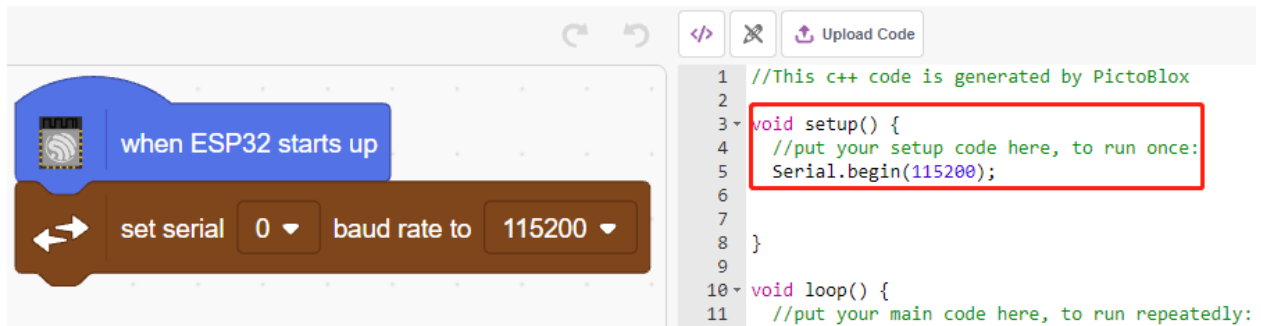 </> Upload Code
when ESP32 starts up
set serial 0 baud rate to 115200
1 //This c++ code is generated by PictoBlox
2
3 void setup() {
4 //put your setup code here, to run once:
5 Serial.begin(115200);
6
7
8 }
9
10 void loop() {
11 //put your main code here, to run repeatedly: